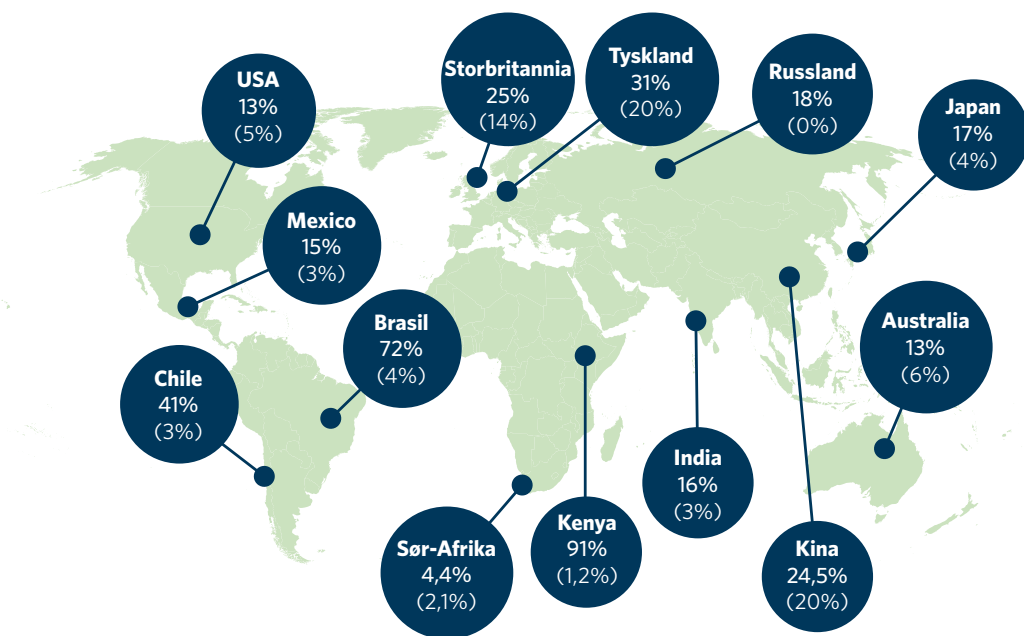 USA
13%
(5%)
Storbritannia
25%
(14%)
Tyskland
31%
(20%)
Russland
18%
(0%)
Japan
17%
(4%)
Mexico
15%
(3%)
Brasil
72%
(4%)
Chile
41%
(3%)
Australia
13%
(6%)
India
16%
(3%)
Sør-Afrika
4,4%
(2,1%)
Kenya
91%
(1,2%)
Kina
24,5%
(20%)